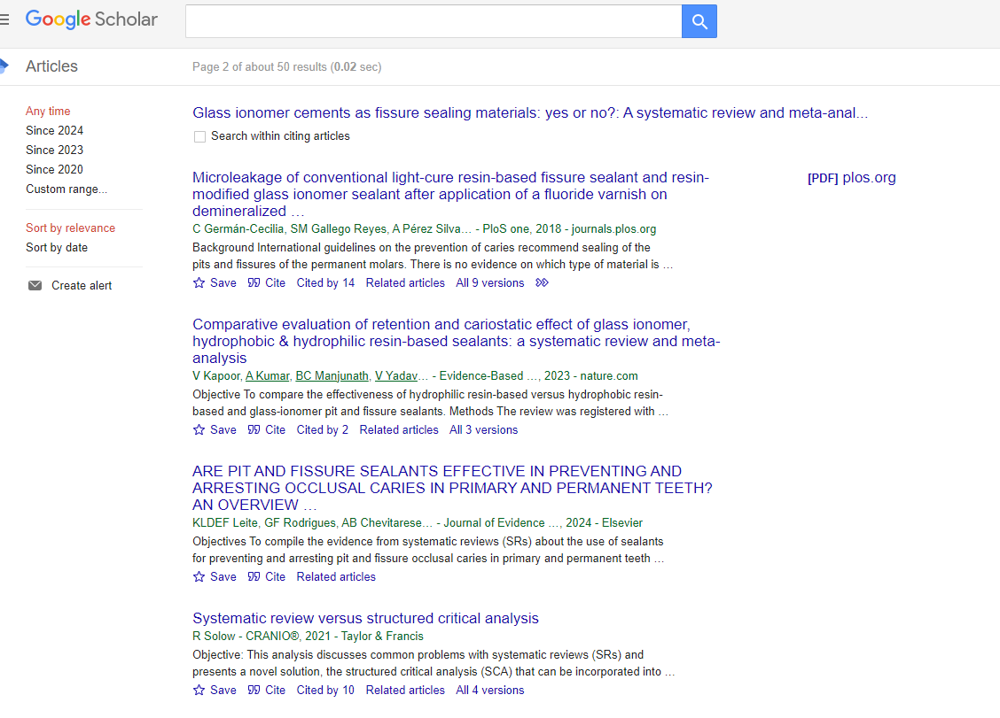 Google Scholar
Articles
Page 2 of about 50 results (0.02 sec)
Any time
Since 2024
Since 2023
Since 2020
Custom range...
Sort by relevance
Sort by date
Create alert
Glass ionomer cements as fissure sealing materials: yes or no?: A systematic review and meta-anal...
Search within citing articles
Microleakage of conventional light-cure resin-based fissure sealant and resin-
modified glass ionomer sealant after application of a fluoride varnish on
demineralized …
[PDF] plos.org
C Germán-Cecilia, SM Gallego Reyes, A Pérez Silva… - PloS one, 2018 - journals.plos.org
Background International guidelines on the prevention of caries recommend sealing of the
pits and fissures of the permanent molars. There is no evidence on which type of material is …
Save Cite Cited by 14 Related articles All 9 versions
Comparative evaluation of retention and cariostatic effect of glass ionomer,
hydrophobic & hydrophilic resin-based sealants: a systematic review and meta-
analysis
V Kapoor, A Kumar, BC Manjunath, V Yadav… - Evidence-Based …, 2023 - nature.com
Objective To compare the effectiveness of hydrophilic resin-based versus hydrophobic resin-
based and glass-ionomer pit and fissure sealants. Methods The review was registered with …
Save Cite Cited by 2 Related articles All 3 versions
ARE PIT AND FISSURE SEALANTS EFFECTIVE IN PREVENTING AND
ARRESTING OCCLUSAL CARIES IN PRIMARY AND PERMANENT TEETH?
AN OVERVIEW …
KLDEF Leite, GF Rodrigues, AB Chevitarese… - Journal of Evidence …, 2024 - Elsevier
Objectives To compile the evidence from systematic reviews (SRs) about the use of sealants
for preventing and arresting pit and fissure occlusal caries in primary and permanent teeth …
Save Cite Related articles
Systematic review versus structured critical analysis
R Solow - CRANIO®, 2021 - Taylor & Francis
Objective: This analysis discusses common problems with systematic reviews (SRs) and
presents a novel solution, the structured critical analysis (SCA) that can be incorporated into …
Save Cite Cited by 10 Related articles All 4 versions